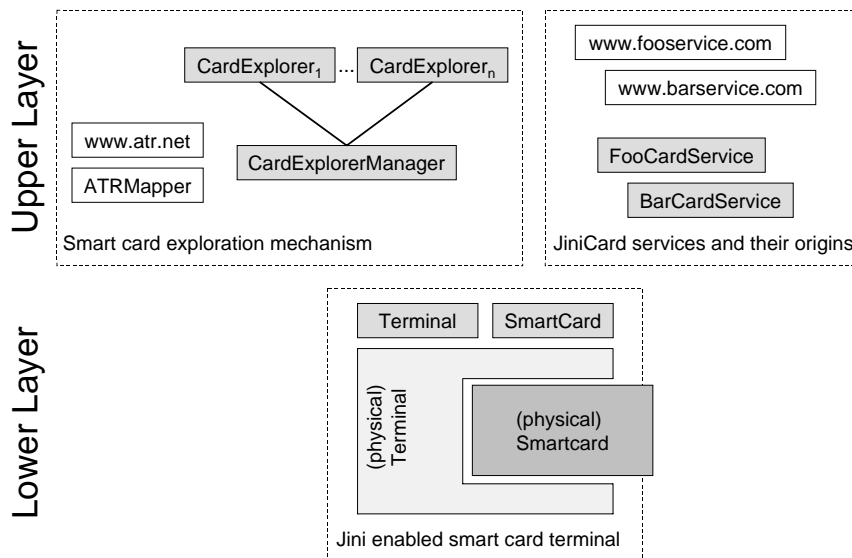 Upper Layer
CardExplorer1 ... CardExplorern
www.atr.net
ATRMapper
CardExplorerManager
Smart card exploration mechanism
www.fooservice.com
www.barservice.com
FooCardService
BarCardService
JiniCard services and their origins
Lower Layer
Terminal
SmartCard
(physical)
Terminal
(physical)
Smartcard
Jini enabled smart card terminal